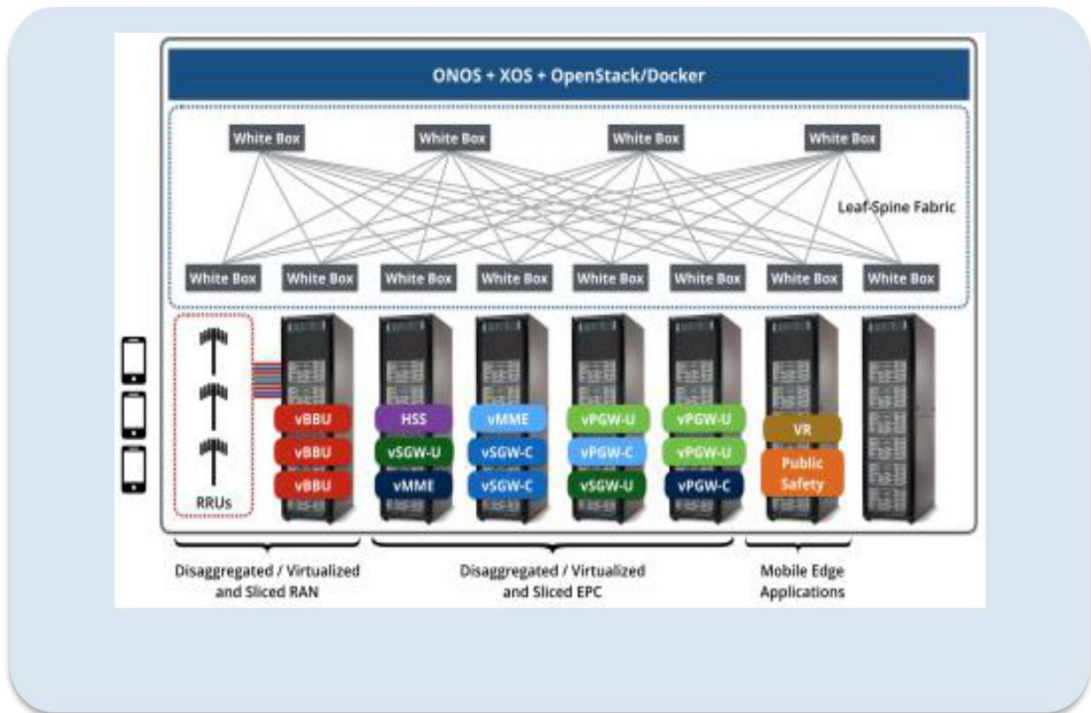 ONOS + XOS + OpenStack/Docker
White Box White Box White Box White Box
Leaf-Spine Fabric
White Box White Box White Box White Box White Box White Box White Box White Box
vBBU HSS vMME vPGW-U vPGW-U VR
vBBU vSGW-U vSGW-C vPGW-C vPGW-U Public
Safety
vBBU vMME vSGW-C vSGW-U vPGW-C
RRUs
Disaggregated / Virtualized
and Sliced RAN
Disaggregated / Virtualized
and Sliced EPC
Mobile Edge
Applications